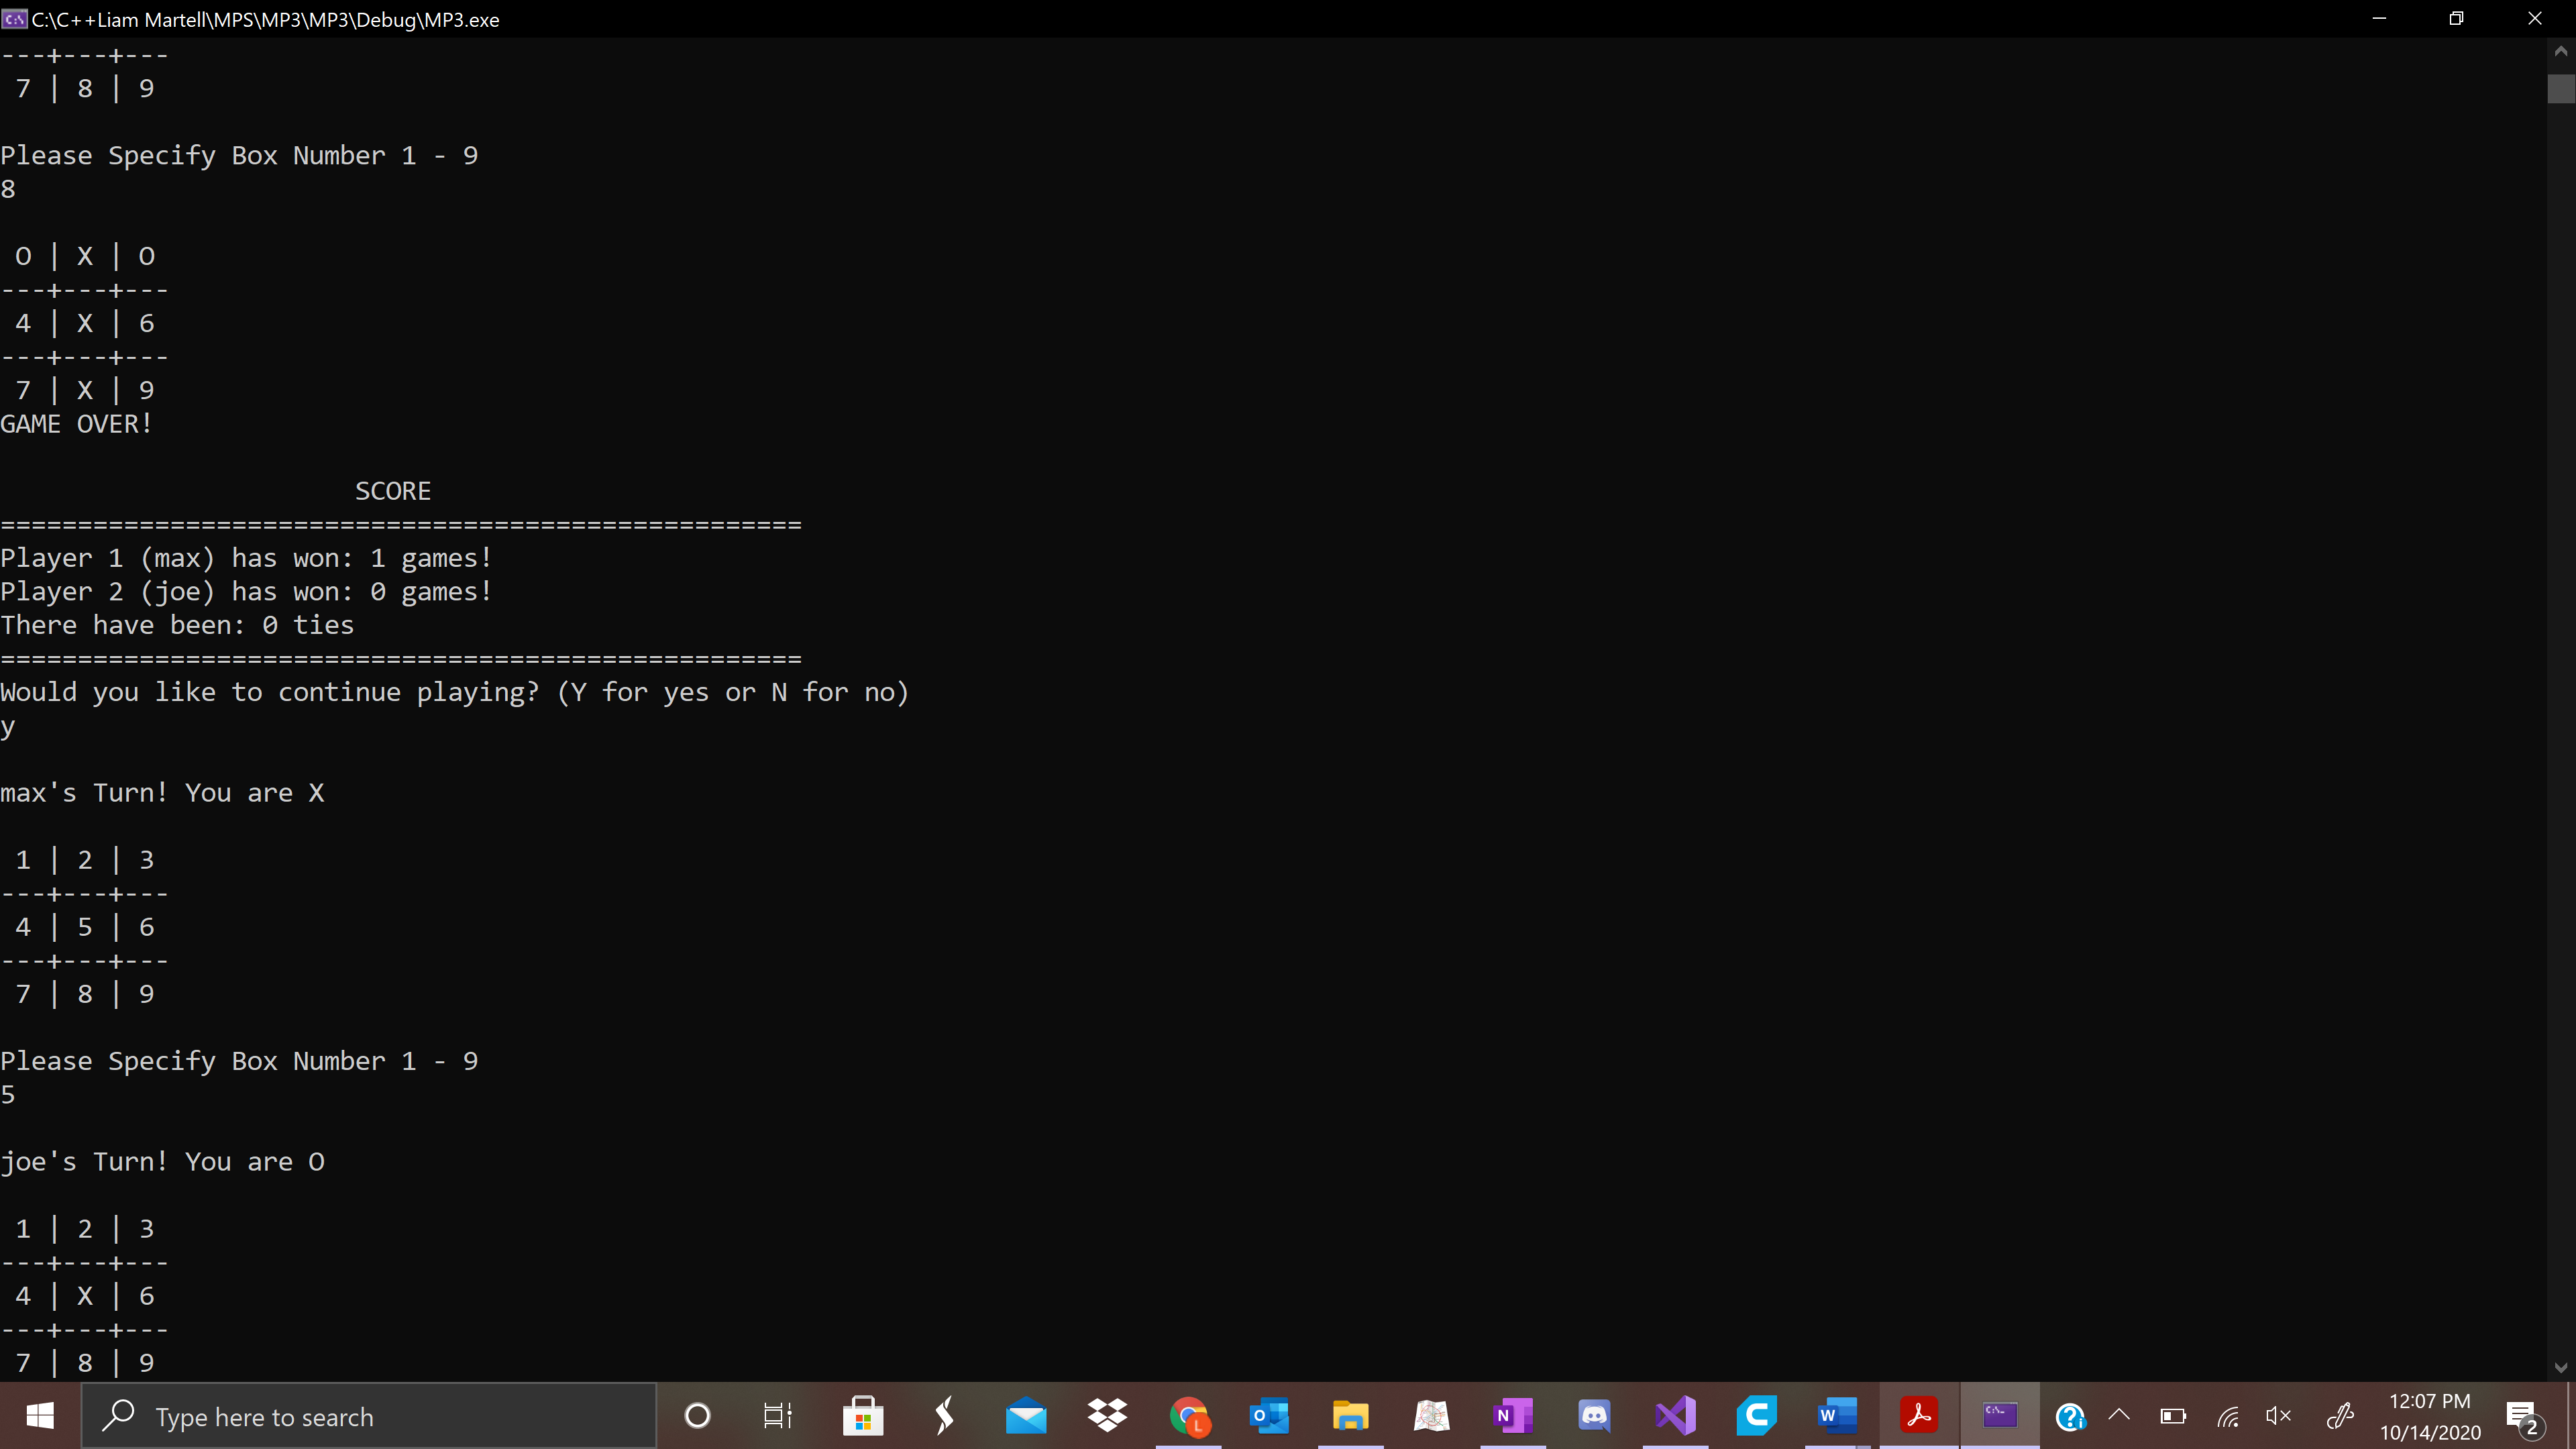 C:\C++Liam Martell\MPS\MP3\MP3\Debug\MP3.exe
---+---+---
 7 | 8 | 9

Please Specify Box Number 1 - 9
8

 O | X | O
---+---+---
 4 | X | 6
---+---+---
 7 | X | 9
GAME OVER!

                       SCORE
====================================================
Player 1 (max) has won: 1 games!
Player 2 (joe) has won: 0 games!
There have been: 0 ties
====================================================
Would you like to continue playing? (Y for yes or N for no)
y

max's Turn! You are X

 1 | 2 | 3
---+---+---
 4 | 5 | 6
---+---+---
 7 | 8 | 9

Please Specify Box Number 1 - 9
5

joe's Turn! You are O

 1 | 2 | 3
---+---+---
 4 | X | 6
---+---+---
 7 | 8 | 9
Type here to search
12:07 PM
10/14/2020
2